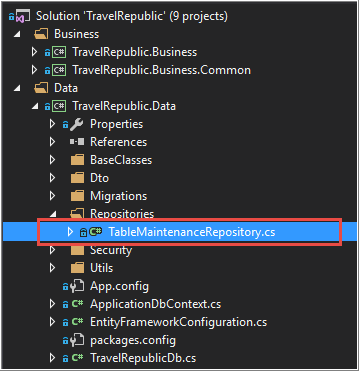 Solution 'TravelRepublic' (9 projects)
Business
C# TravelRepublic.Business
C# TravelRepublic.Business.Common
Data
C# TravelRepublic.Data
Properties
References
BaseClasses
Dto
Migrations
Repositories
C# TableMaintenanceRepository.cs
Security
Utils
App.config
C# ApplicationDbContext.cs
C# EntityFrameworkConfiguration.cs
packages.config
C# TravelRepublicDb.cs